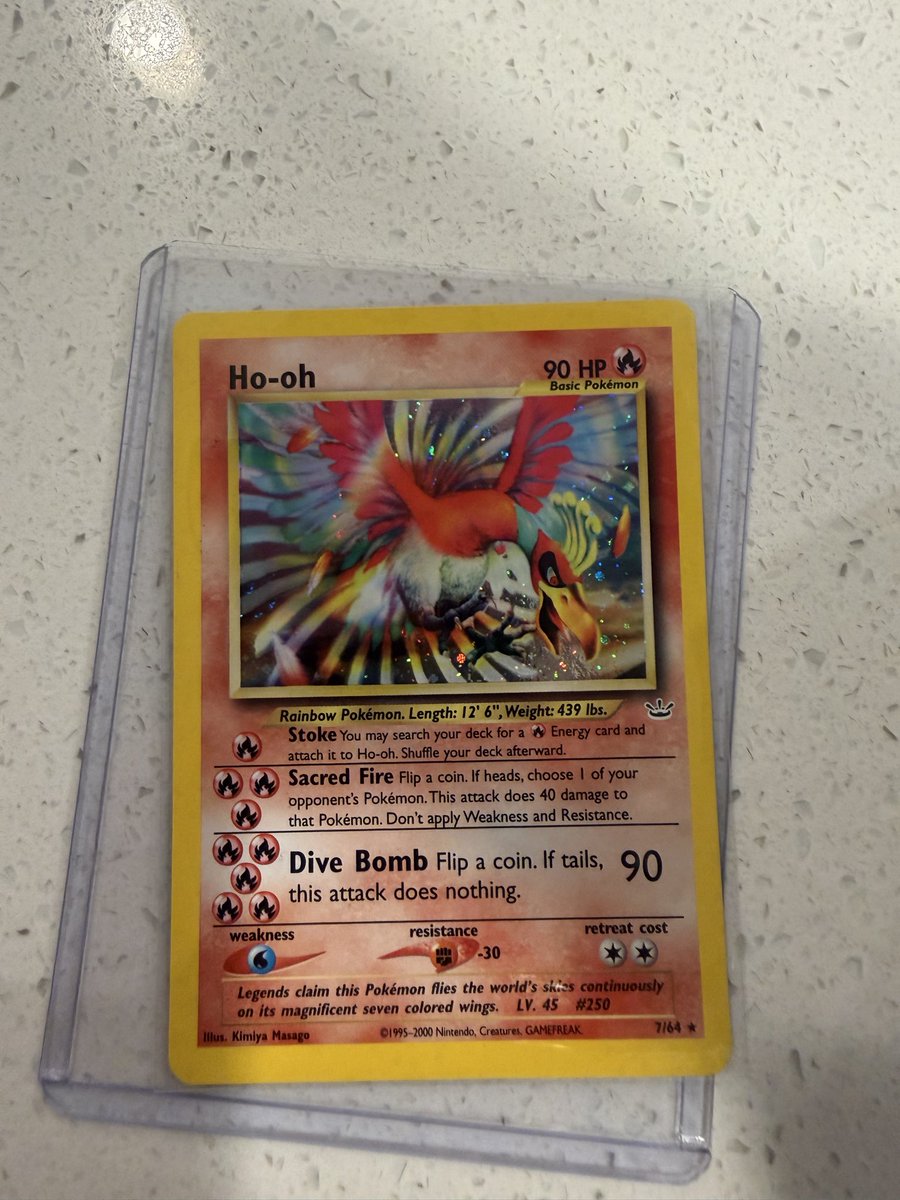 Ho-oh
90 HP
Basic Pokémon
Rainbow Pokémon. Length: 12' 6", Weight: 439 lbs.
Stoke You may search your deck for a Energy card and
attach it to Ho-oh. Shuffle your deck afterward.
Sacred Fire Flip a coin. If heads, choose 1 of your
opponent's Pokémon. This attack does 40 damage to
that Pokémon. Don't apply Weakness and Resistance.
Dive Bomb Flip a coin. If tails, 90
this attack does nothing.
weakness resistance retreat cost
-30
Legends claim this Pokémon flies the world's skies continuously
on its magnificent seven colored wings. LV. 45 #250
Illus. Kimiya Masago ©1995-2000 Nintendo, Creatures, GAMEFREAK. 7/64 ★